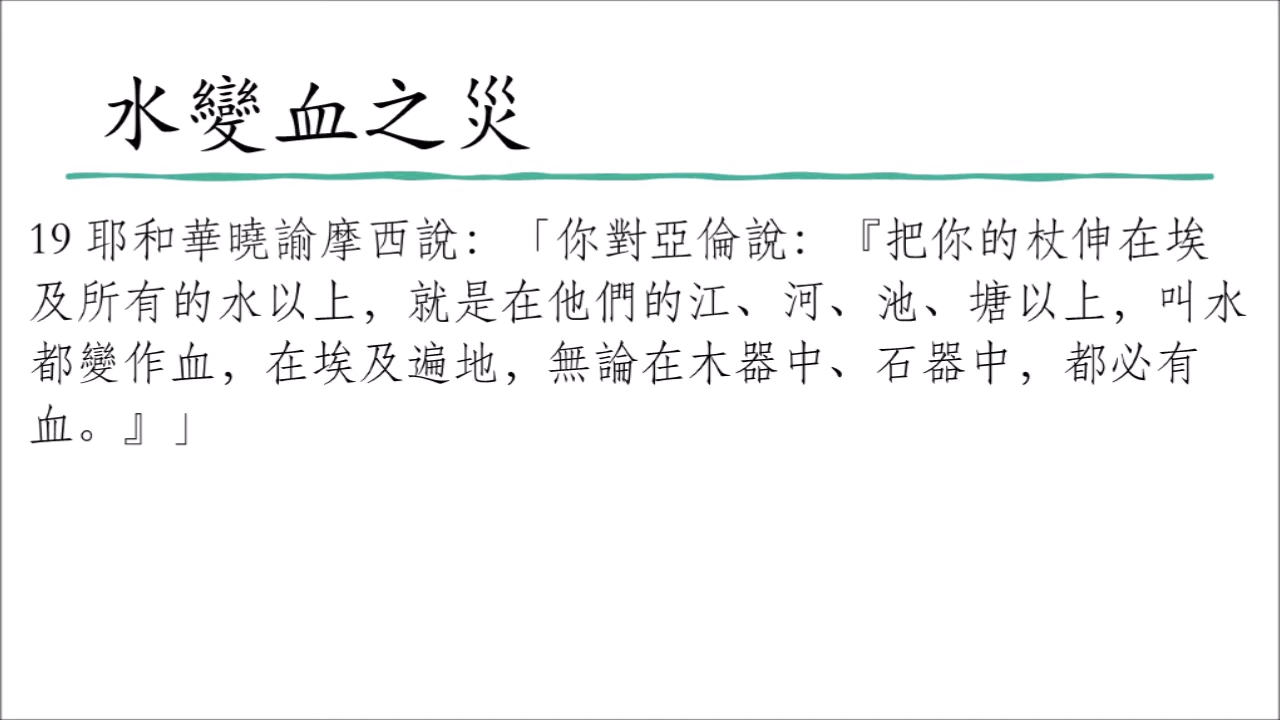 水變血之災
19 耶和華曉諭摩西說：「你對亞倫說：『把你的杖伸在埃
及所有的水以上，就是在他們的江、河、池、塘以上，叫水
都變作血，在埃及遍地，無論在木器中、石器中，都必有
血。』」